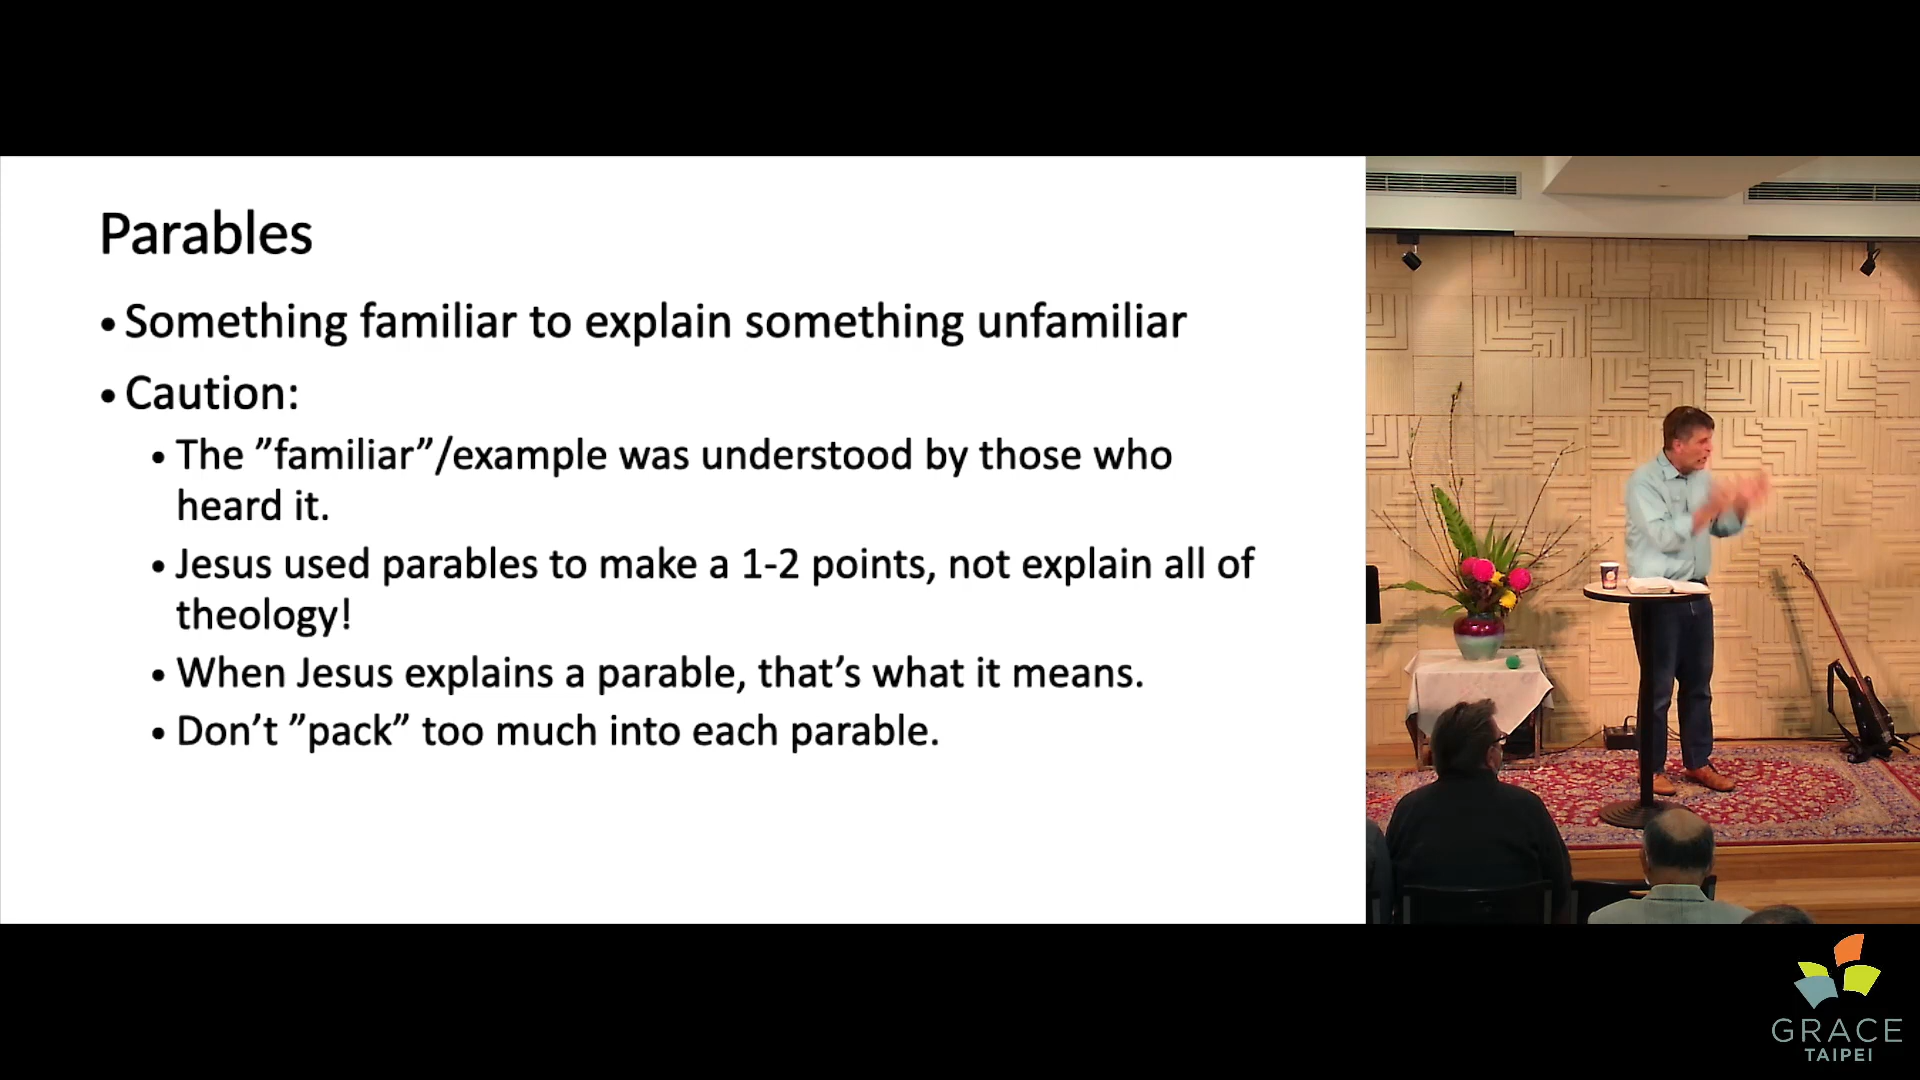 Parables
• Something familiar to explain something unfamiliar
• Caution:
• The ”familiar”/example was understood by those who
heard it.
• Jesus used parables to make a 1-2 points, not explain all of
theology!
• When Jesus explains a parable, that’s what it means.
• Don’t ”pack” too much into each parable.
GRACE
TAIPEI